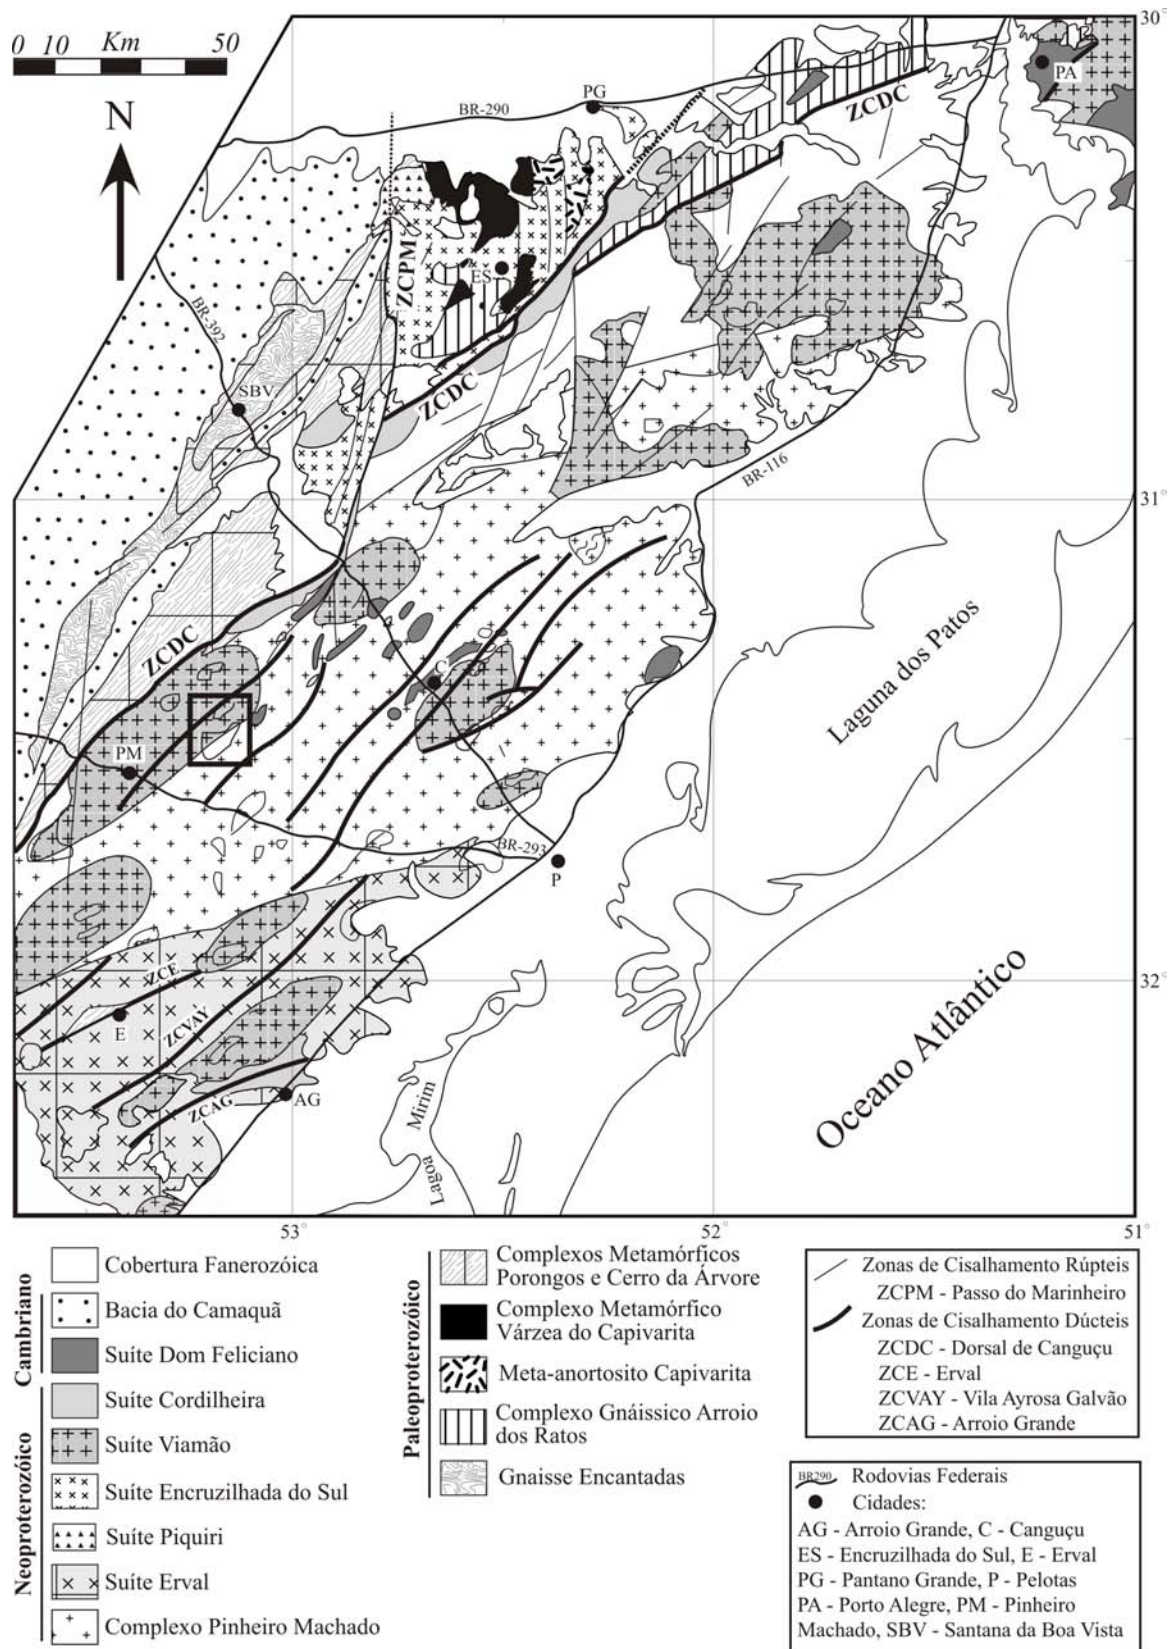 0 10 Km 50
30°
N
BR-290
PG
PA
ZCDC
ZCPM
ES
BR-392
SBV
ZCDC
BR-116
31°
ZCDC
C
Laguna dos Patos
PM
BR-293
P
ZCE
32°
E
ZCVAY
Oceano Atlântico
ZCAG
AG
Lagoa Mirim
53°
52°
51°
Cobertura Fanerozóica
Cambriano
Bacia do Camaquã
Suíte Dom Feliciano
Neoproterozóico
Suíte Cordilheira
Suíte Viamão
Suíte Encruzilhada do Sul
Suíte Piquiri
Suíte Erval
Complexo Pinheiro Machado
Paleoproterozóico
Complexos Metamórficos
Porongos e Cerro da Árvore
Complexo Metamórfico
Várzea do Capivarita
Meta-anortosito Capivarita
Complexo Gnáissico Arroio
dos Ratos
Gnaisse Encantadas
Zonas de Cisalhamento Rúpteis
ZCPM - Passo do Marinheiro
Zonas de Cisalhamento Dúcteis
ZCDC - Dorsal de Canguçu
ZCE - Erval
ZCVAY - Vila Ayrosa Galvão
ZCAG - Arroio Grande
BR290 Rodovias Federais
Cidades:
AG - Arroio Grande, C - Canguçu
ES - Encruzilhada do Sul, E - Erval
PG - Pantano Grande, P - Pelotas
PA - Porto Alegre, PM - Pinheiro
Machado, SBV - Santana da Boa Vista